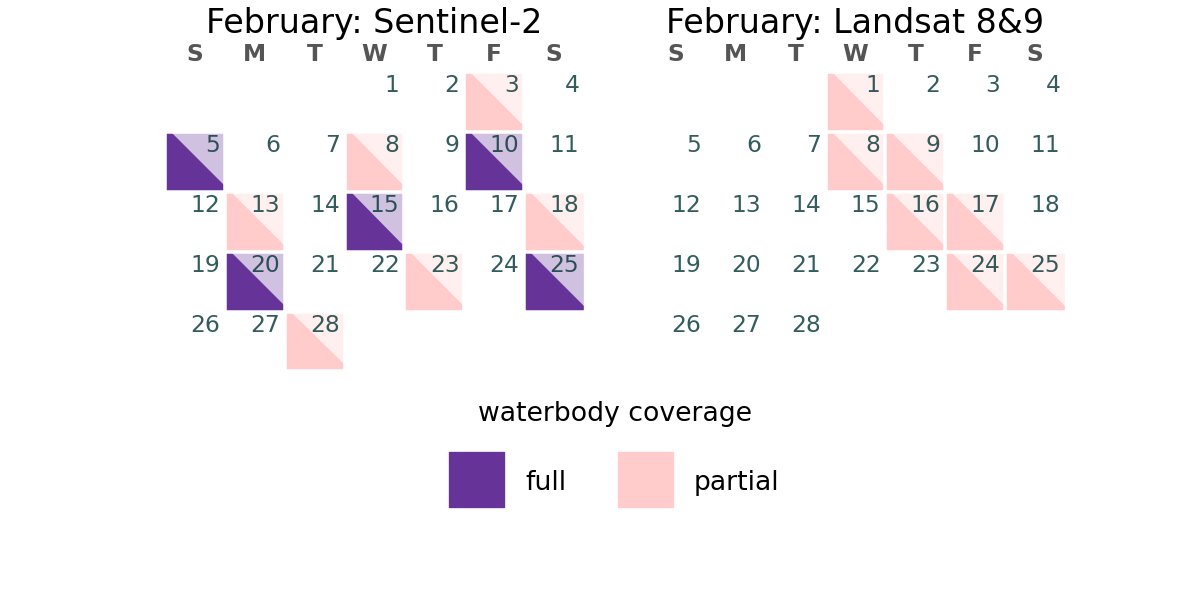 February: Sentinel-2
S M T W T F S
1 2 3 4
5 6 7 8 9 10 11
12 13 14 15 16 17 18
19 20 21 22 23 24 25
26 27 28
February: Landsat 8&9
S M T W T F S
1 2 3 4
5 6 7 8 9 10 11
12 13 14 15 16 17 18
19 20 21 22 23 24 25
26 27 28
waterbody coverage
full partial